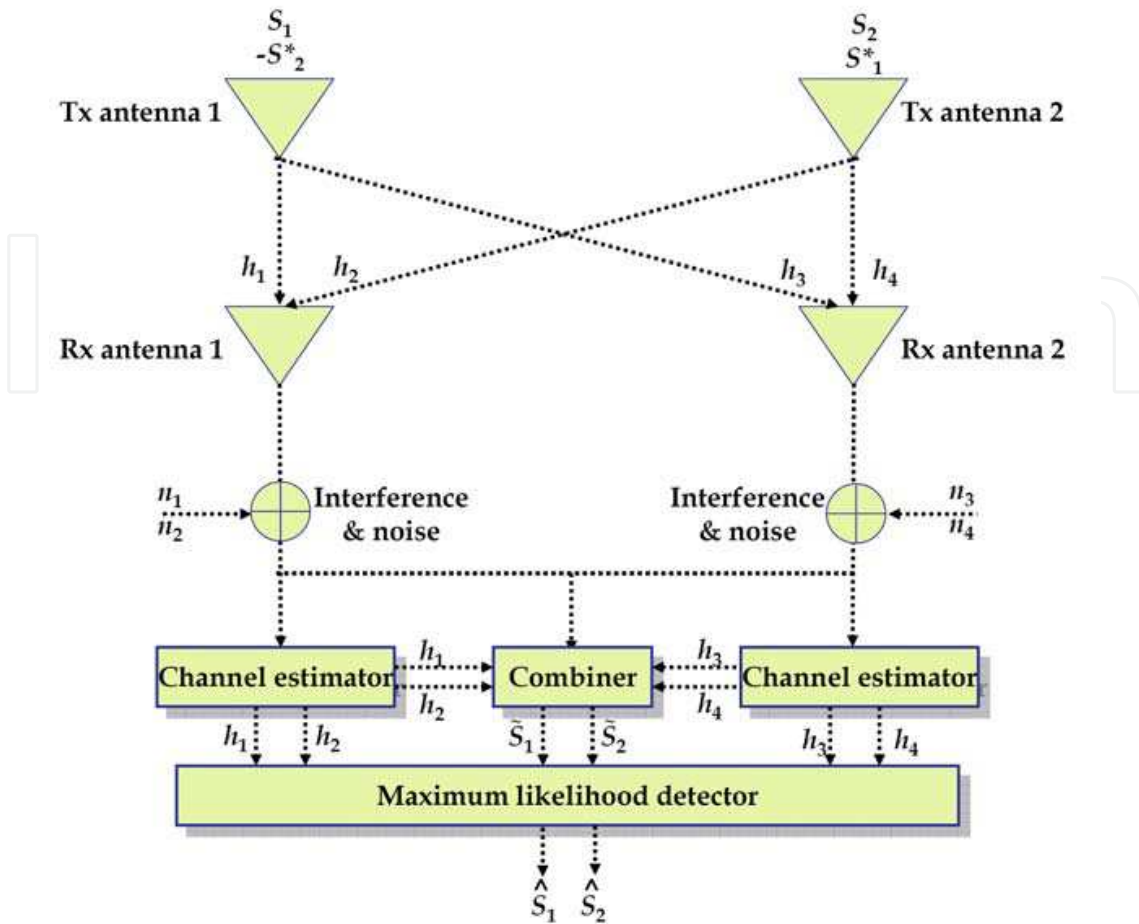 S₁ S₂
-S*₂ S*₁
Tx antenna 1 Tx antenna 2
h₁ h₂ h₃ h₄
Rx antenna 1 Rx antenna 2
n₁ Interference Interference n₃
n₂ & noise & noise n₄
Channel estimator h₁ Combiner h₃ Channel estimator
h₂ h₄
h₁ h₂ S̃₁ S̃₂ h₃ h₄
Maximum likelihood detector
Ŝ₁ Ŝ₂